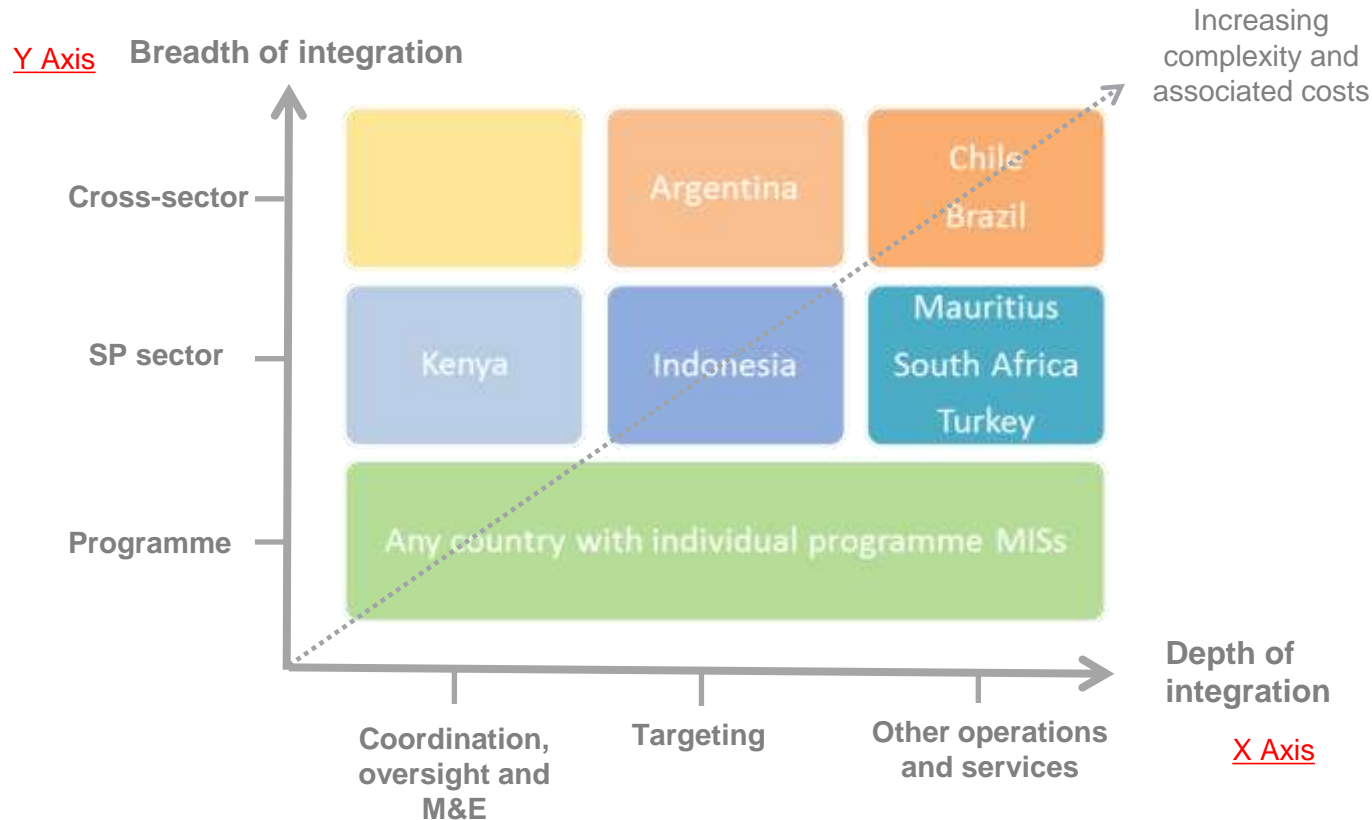 Y Axis
Breadth of integration
Increasing
complexity and
associated costs
Cross-sector
Argentina
Chile
Brazil
SP sector
Kenya
Indonesia
Mauritius
South Africa
Turkey
Programme
Any country with individual programme MISs
Depth of
integration
X Axis
Coordination,
oversight and
M&E
Targeting
Other operations
and services